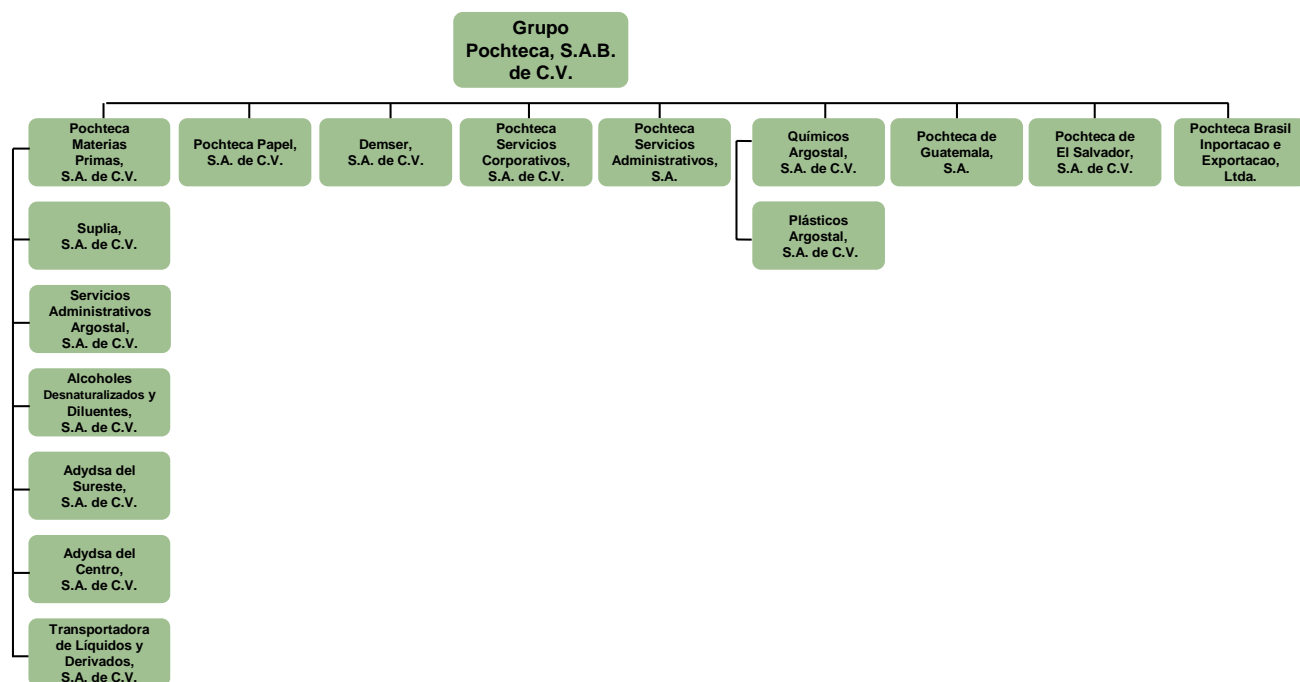 Grupo
Pochteca, S.A.B.
de C.V.
Pochteca
Materias
Primas,
S.A. de C.V.
Pochteca Papel,
S.A. de C.V.
Demser,
S.A. de C.V.
Pochteca
Servicios
Corporativos,
S.A. de C.V.
Pochteca
Servicios
Administrativos,
S.A.
Químicos
Argostal,
S.A. de C.V.
Pochteca de
Guatemala,
S.A.
Pochteca de
El Salvador,
S.A. de C.V.
Pochteca Brasil
Inportacao e
Exportacao,
Ltda.
Suplia,
S.A. de C.V.
Plásticos
Argostal,
S.A. de C.V.
Servicios
Administrativos
Argostal,
S.A. de C.V.
Alcoholes
Desnaturalizados y
Diluentes,
S.A. de C.V.
Adydsa del
Sureste,
S.A. de C.V.
Adydsa del
Centro,
S.A. de C.V.
Transportadora
de Líquidos y
Derivados,
S.A. de C.V.